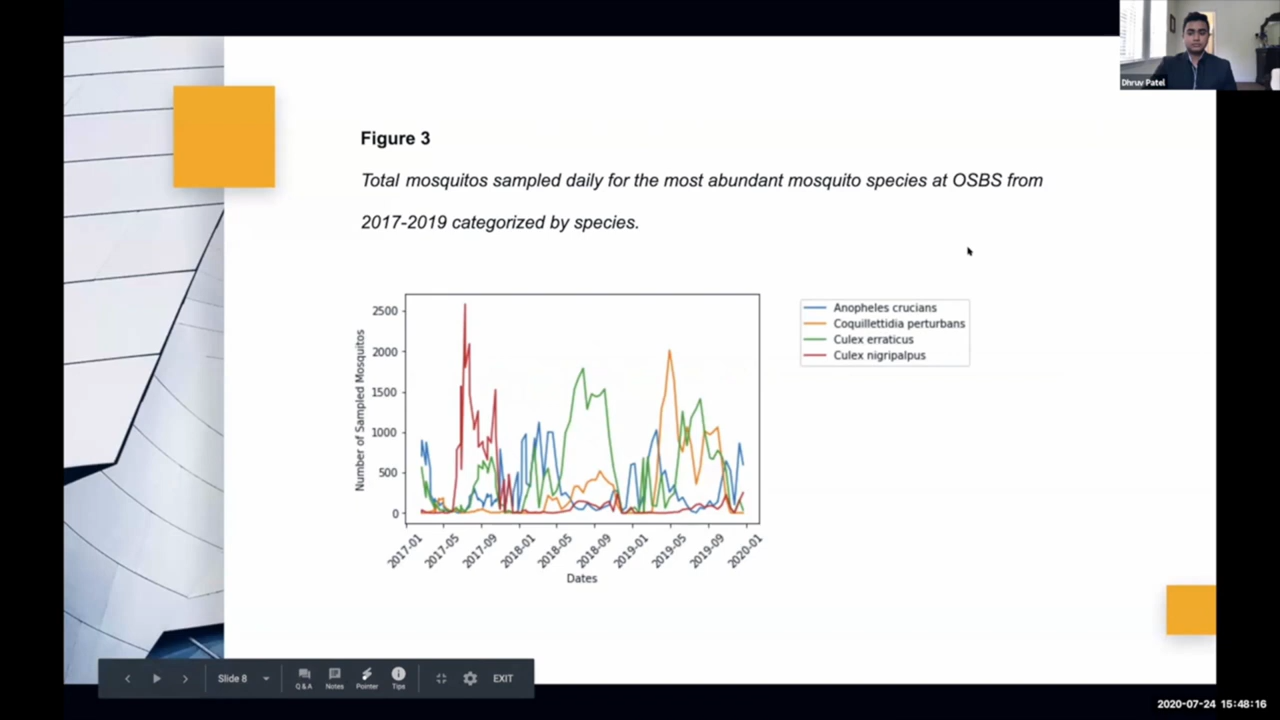 Dhruv Patel
Figure 3
Total mosquitos sampled daily for the most abundant mosquito species at OSBS from
2017-2019 categorized by species.
2500
2000
1500
1000
500
0
Number of Sampled Mosquitos
2017-01
2017-05
2017-09
2018-01
2018-05
2018-09
2019-01
2019-05
2019-09
2020-01
Dates
Anopheles crucians
Coquillettidia perturbans
Culex erraticus
Culex nigripalpus
Slide 8
Q & A
Notes
Pointer
Tips
EXIT
2020-07-24 15:48:16